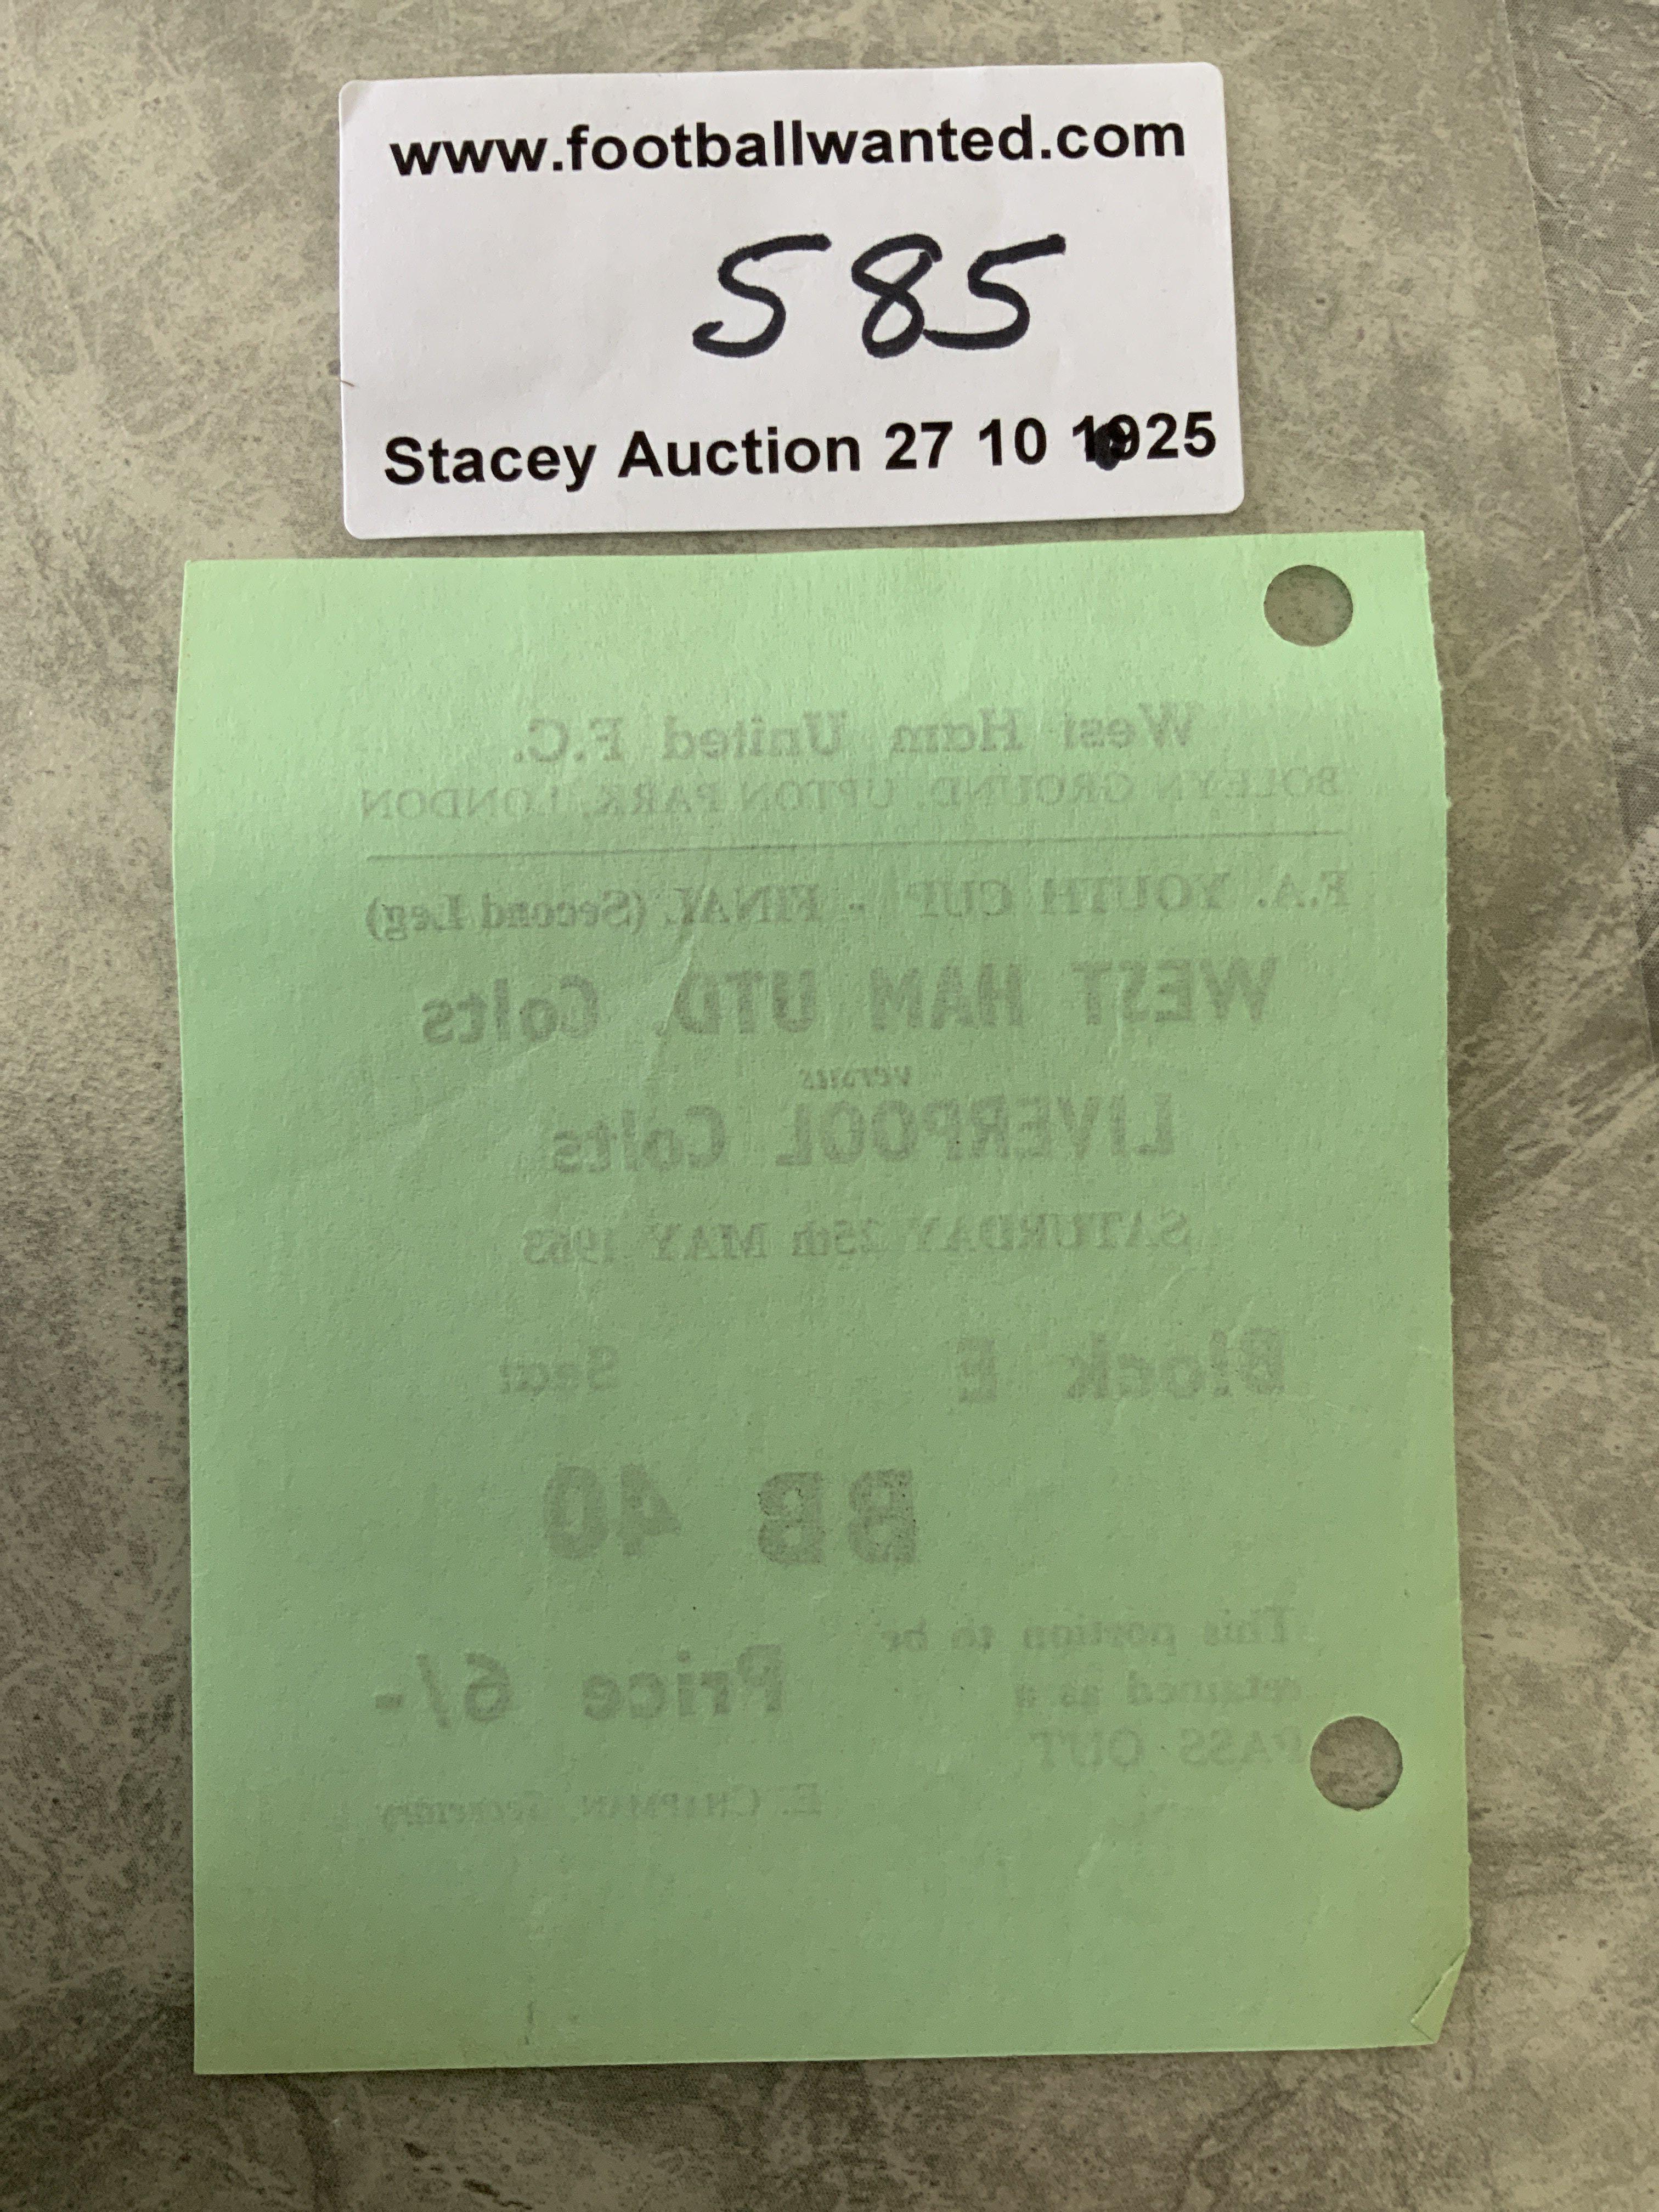 www.footballwanted.com
585
Stacey Auction 27 10 1925
West Ham United F.C.
BOLEYN GROUND, UPTON PARK, LONDON
F.A. YOUTH CUP - FINAL (Second Leg)
WEST HAM UTD. Colts
versus
LIVERPOOL Colts
SATURDAY 25th MAY 1963
Block E Seat
BB 40
This portion to be
retained as a
PASS OUT
Price 6/-
E. CHAPMAN, Secretary